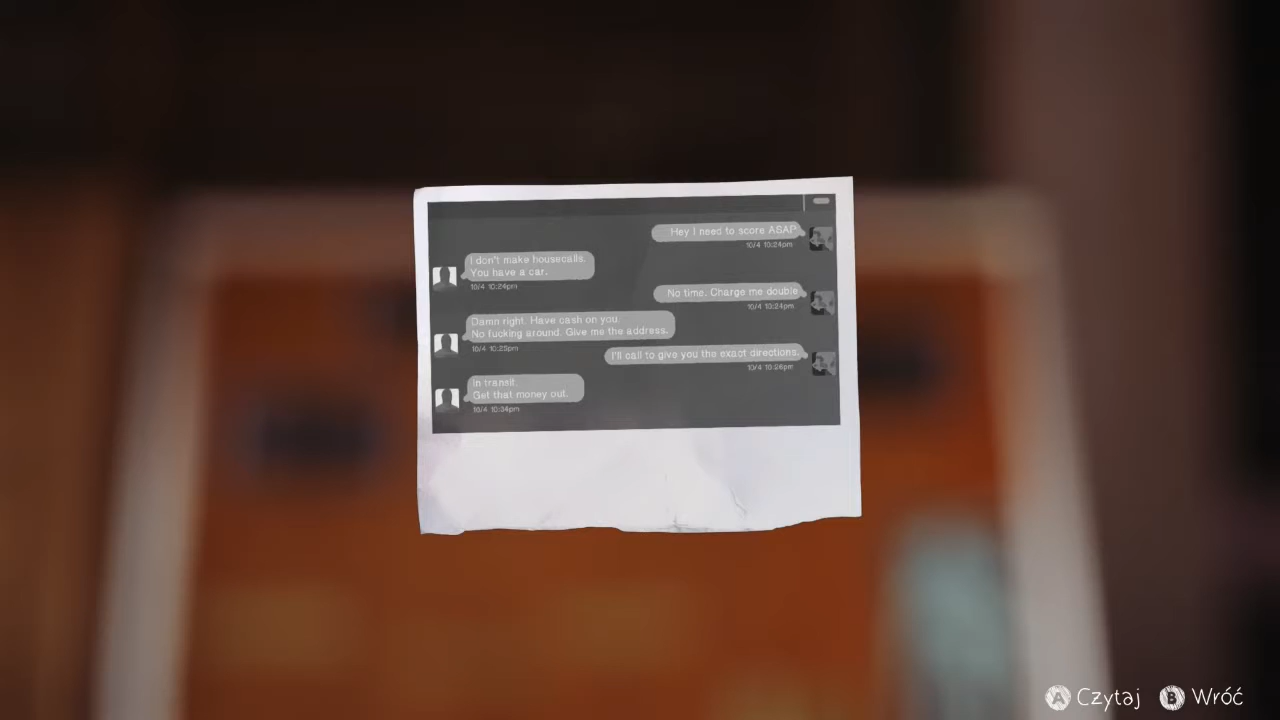 Hey I need to score ASAP
10/4 10:24pm
I don't make housecalls.
You have a car.
10/4 10:24pm
No time. Charge me double
10/4 10:24pm
Damn right. Have cash on you.
No fucking around. Give me the address.
10/4 10:25pm
I'll call to give you the exact directions.
10/4 10:26pm
In transit
Get that money out.
10/4 10:34pm
A Czytaj B Wróć